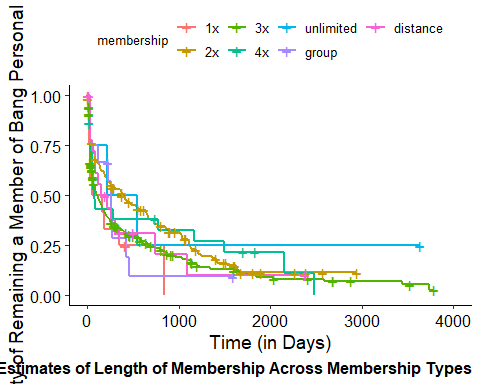 membership 1x 3x unlimited distance
2x 4x group
of Remaining a Member of Bang Personal
1.00
0.75
0.50
0.25
0.00
0 1000 2000 3000 4000
Time (in Days)
Estimates of Length of Membership Across Membership Types